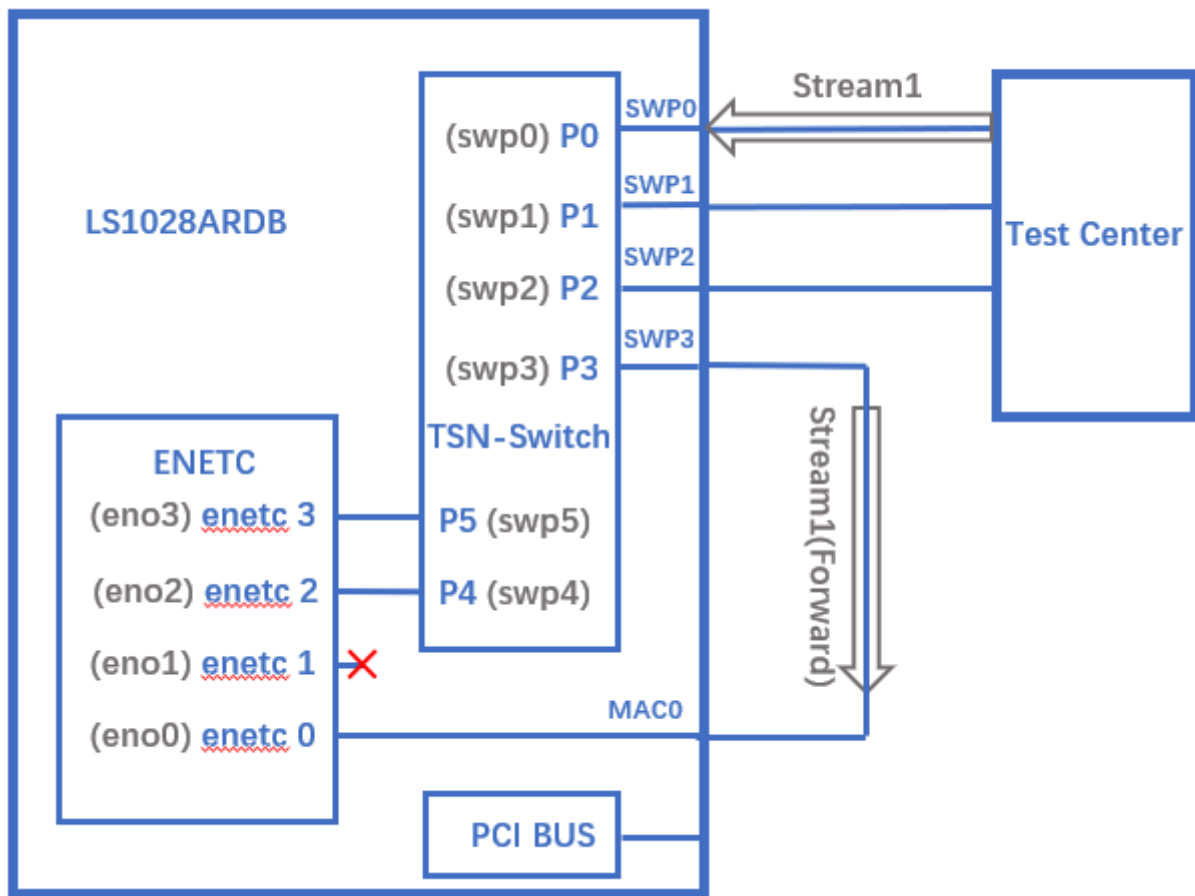 Stream1
SWP0
(swp0) P0
SWP1
(swp1) P1
LS1028ARDB
Test Center
SWP2
(swp2) P2
SWP3
(swp3) P3
TSN-Switch
Stream1(Forward)
ENETC
(eno3) enetc 3
P5 (swp5)
(eno2) enetc 2
P4 (swp4)
(eno1) enetc 1
MAC0
(eno0) enetc 0
PCI BUS